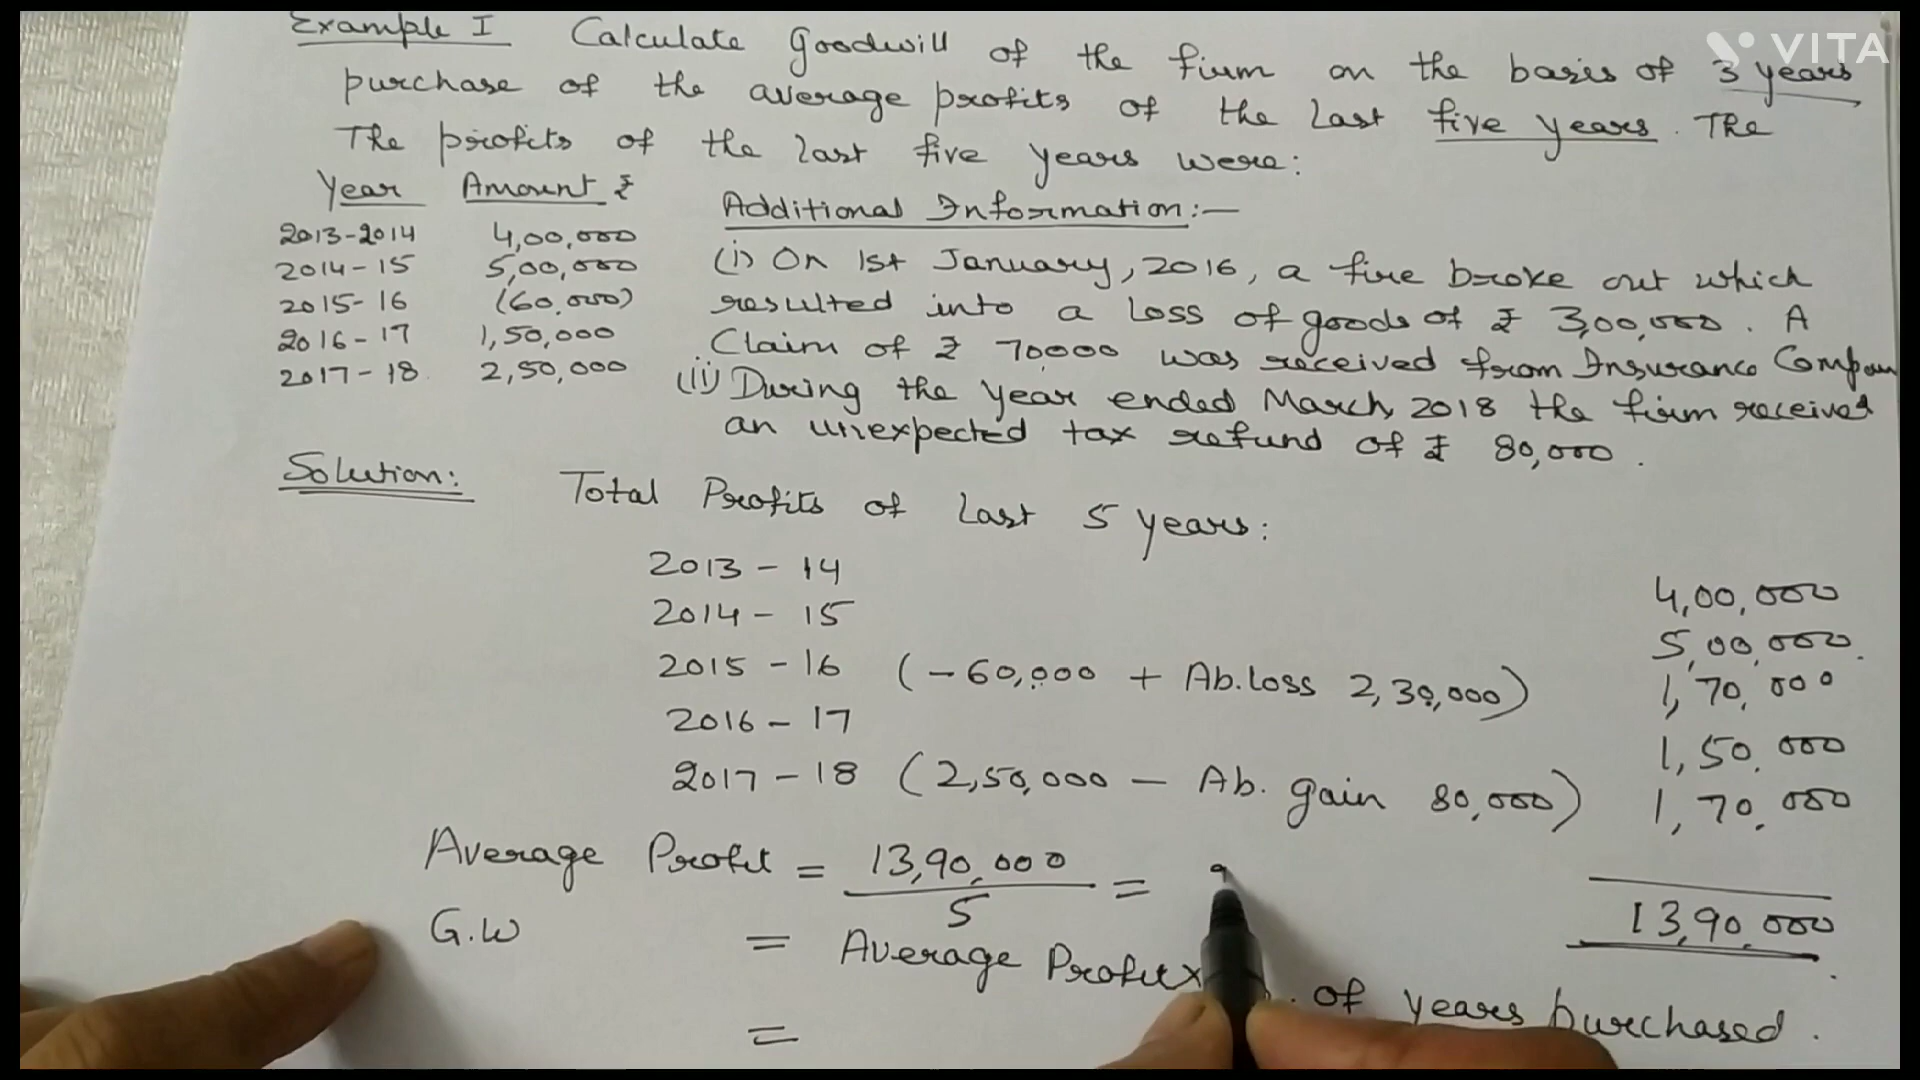 VITA
Example I Calculate Goodwill of the firm on the basis of 3 years
purchase of the average profits of the last five years. The
The profits of the last five years were:
Year Amount ₹
2013-2014 4,00,000
2014-15 5,00,000
2015-16 (60,000)
2016-17 1,50,000
2017-18 2,50,000
Additional Information:-
(i) On 1st January, 2016, a fire broke out which
resulted into a loss of goods of ₹ 3,00,000. A
Claim of ₹ 70000 was received from Insurance
(ii) During the year ended March, 2018 the firm received
an unexpected tax refund of ₹ 80,000.
Solution: Total Profits of Last 5 years:
2013-14 4,00,000
2014-15 5,00,000.
2015-16 (-60,000 + Ab. Loss 2,30,000) 1,70,000
2016-17 1,50,000
2017-18 (2,50,000 - Ab. gain 80,000) 1,70,000
Average Profit = 13,90,000 / 5 = 13,90,000
G.W = Average Profit x of years purchased.
=